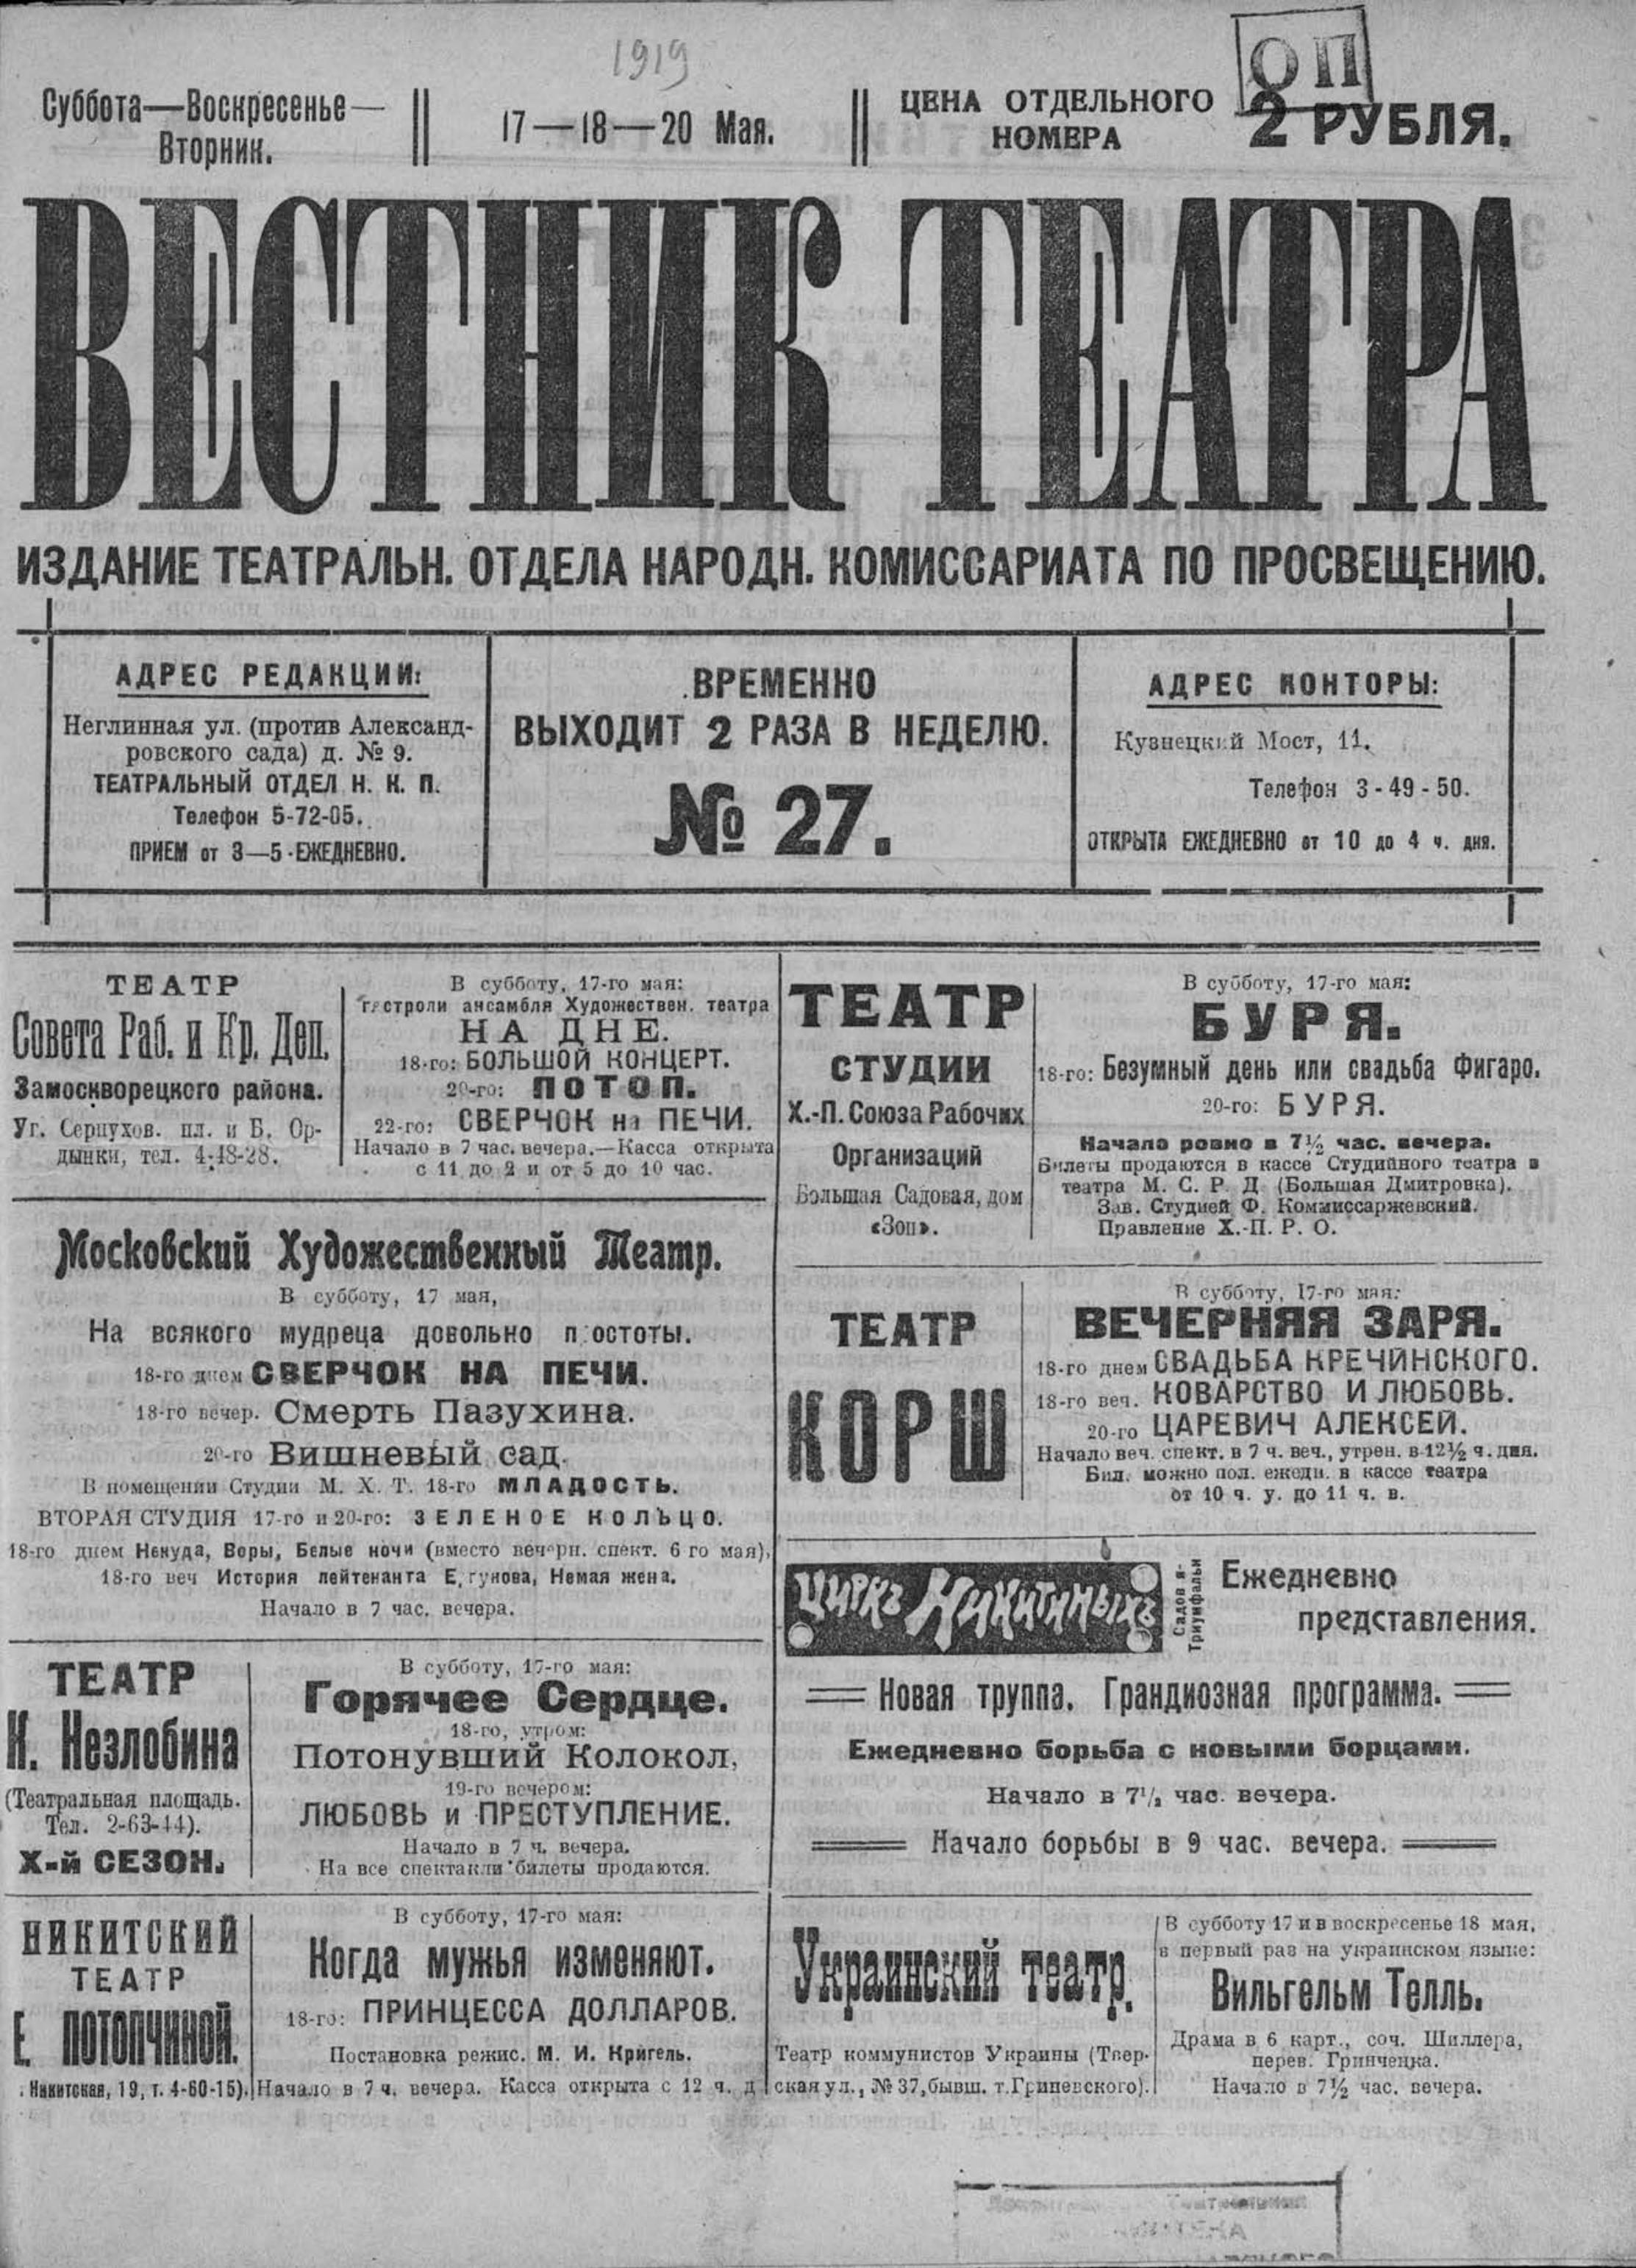 1919
ОП
Суббота—Воскресенье—
Вторник.
17—18—20 Мая.
ЦЕНА ОТДЕЛЬНОГО
НОМЕРА
2 РУБЛЯ.
ВЕСТНИК ТЕАТРА
ИЗДАНИЕ ТЕАТРАЛЬН. ОТДЕЛА НАРОДН. КОМИССАРИАТА ПО ПРОСВЕЩЕНИЮ.
АДРЕС РЕДАКЦИИ:
Неглинная ул. (против Александ-
ровского сада) д. № 9.
ТЕАТРАЛЬНЫЙ ОТДЕЛ Н. К. П.
Телефон 5-72-05.
ПРИЕМ от 3—5 ЕЖЕДНЕВНО.
ВРЕМЕННО
ВЫХОДИТ 2 РАЗА В НЕДЕЛЮ.
№ 27.
АДРЕС КОНТОРЫ:
Кузнецкий Мост, 11.
Телефон 3-49-50.
ОТКРЫТА ЕЖЕДНЕВНО от 10 до 4 ч. дня.
ТЕАТР
Совета Раб. и Кр. Деп.
Замоскворецкого района.
Уг. Серпухов. пл. и Б. Ор-
дынки, тел. 4-18-28.
В субботу, 17-го мая:
гастроли ансамбля Художествен. театра
НА ДНЕ.
18-го: БОЛЬШОЙ КОНЦЕРТ.
20-го: ПОТОП.
22-го: СВЕРЧОК на ПЕЧИ.
Начало в 7 час. вечера.—Касса открыта
с 11 до 2 и от 5 до 10 час.
Московский Художественный Театр.
В субботу, 17 мая,
На всякого мудреца довольно простоты.
18-го днем СВЕРЧОК НА ПЕЧИ.
18-го вечер. Смерть Пазухина.
20-го Вишневый сад.
В помещении Студии М. Х. Т. 18-го МЛАДОСТЬ.
ВТОРАЯ СТУДИЯ 17-го и 20-го: ЗЕЛЕНОЕ КОЛЬЦО.
18-го днем Некуда, Воры, Белые ночи (вместо вечерн. спект. 6 го мая),
18-го веч История лейтенанта Ергунова, Немая жена.
Начало в 7 час. вечера.
ТЕАТР
К. Незлобина
(Театральная площадь.
Тел. 2-63-44).
Х-й СЕЗОН.
В субботу, 17-го мая:
Горячее Сердце.
18-го, утром:
Потонувший Колокол,
19-го вечером:
ЛЮБОВЬ и ПРЕСТУПЛЕНИЕ.
Начало в 7 ч. вечера.
На все спектакли билеты продаются.
НИКИТСКИЙ
ТЕАТР
Е. ПОТОПЧИНОЙ.
Никитская, 19, т. 4-60-15).
В субботу, 17-го мая:
Когда мужья изменяют.
18-го: ПРИНЦЕССА ДОЛЛАРОВ.
Постановка режис. М. И. Кригель.
Начало в 7 ч. вечера. Касса открыта с 12 ч. д
ТЕАТР
СТУДИИ
Х.-П. Союза Рабочих
Организаций
Большая Садовая, дом
«Зон».
В субботу, 17-го мая:
БУРЯ.
18-го: Безумный день или свадьба Фигаро.
20-го: БУРЯ.
Начало ровно в 7½ час. вечера.
Билеты продаются в кассе Студийного театра в
театра М. С. Р. Д (Большая Дмитровка).
Зав. Студией Ф. Коммиссаржевский.
Правление Х.-П. Р. О.
ТЕАТР
КОРШ
В субботу, 17-го мая:
ВЕЧЕРНЯЯ ЗАРЯ.
18-го днем СВАДЬБА КРЕЧИНСКОГО.
18-го веч. КОВАРСТВО И ЛЮБОВЬ.
20-го ЦАРЕВИЧ АЛЕКСЕЙ.
Начало веч. спект. в 7 ч. веч., утрен. в 12½ ч. дня.
Бил. можно пол. ежедн. в кассе театра
от 10 ч. у. до 11 ч. в.
Циркъ Никитиныхъ
Садов я-
Триумфальн
Ежедневно
представления.
Новая труппа. Грандиозная программа.
Ежедневно борьба с новыми борцами.
Начало в 7½ час. вечера.
Начало борьбы в 9 час. вечера.
Украинский театр.
Театр коммунистов Украины (Твер-
ская ул., № 37, бывш. т. Гриневского).
В субботу 17 и в воскресенье 18 мая,
в первый раз на украинском языке:
Вильгельм Телль.
Драма в 6 карт., соч. Шиллера,
перев. Гринченка.
Начало в 7½ час. вечера.